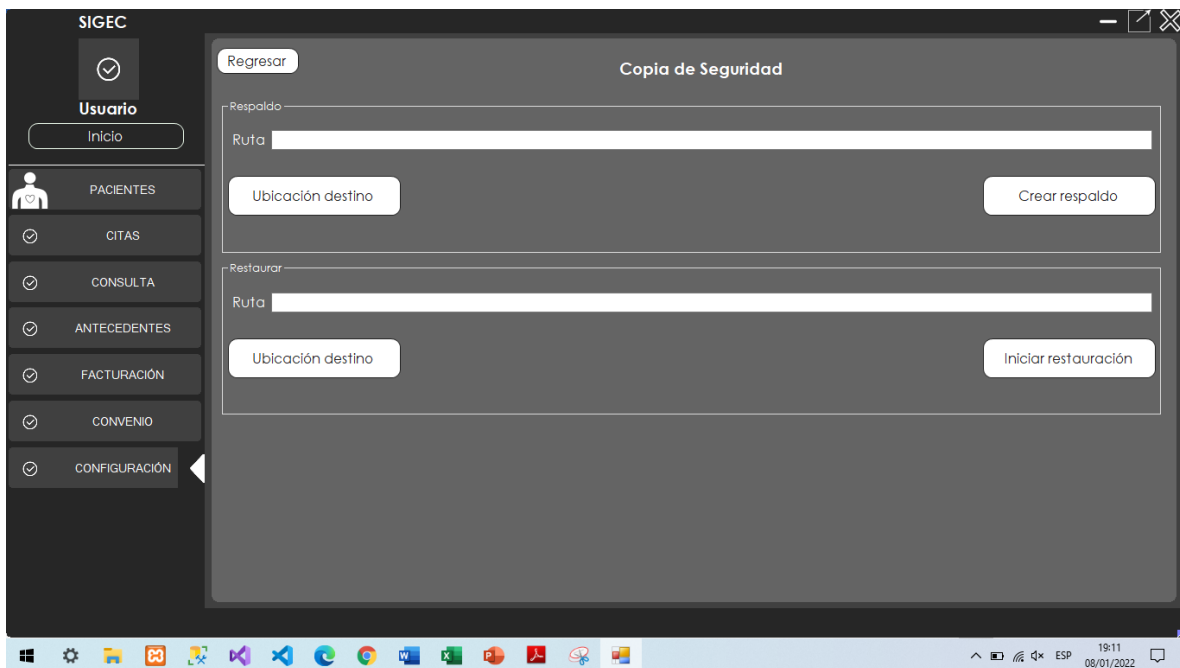 SIGEC
Usuario
Inicio
PACIENTES
CITAS
CONSULTA
ANTECEDENTES
FACTURACIÓN
CONVENIO
CONFIGURACIÓN
Regresar
Copia de Seguridad
Respaldo
Ruta
Ubicación destino
Crear respaldo
Restaurar
Ruta
Ubicación destino
Iniciar restauración
ESP
19:11
08/01/2022